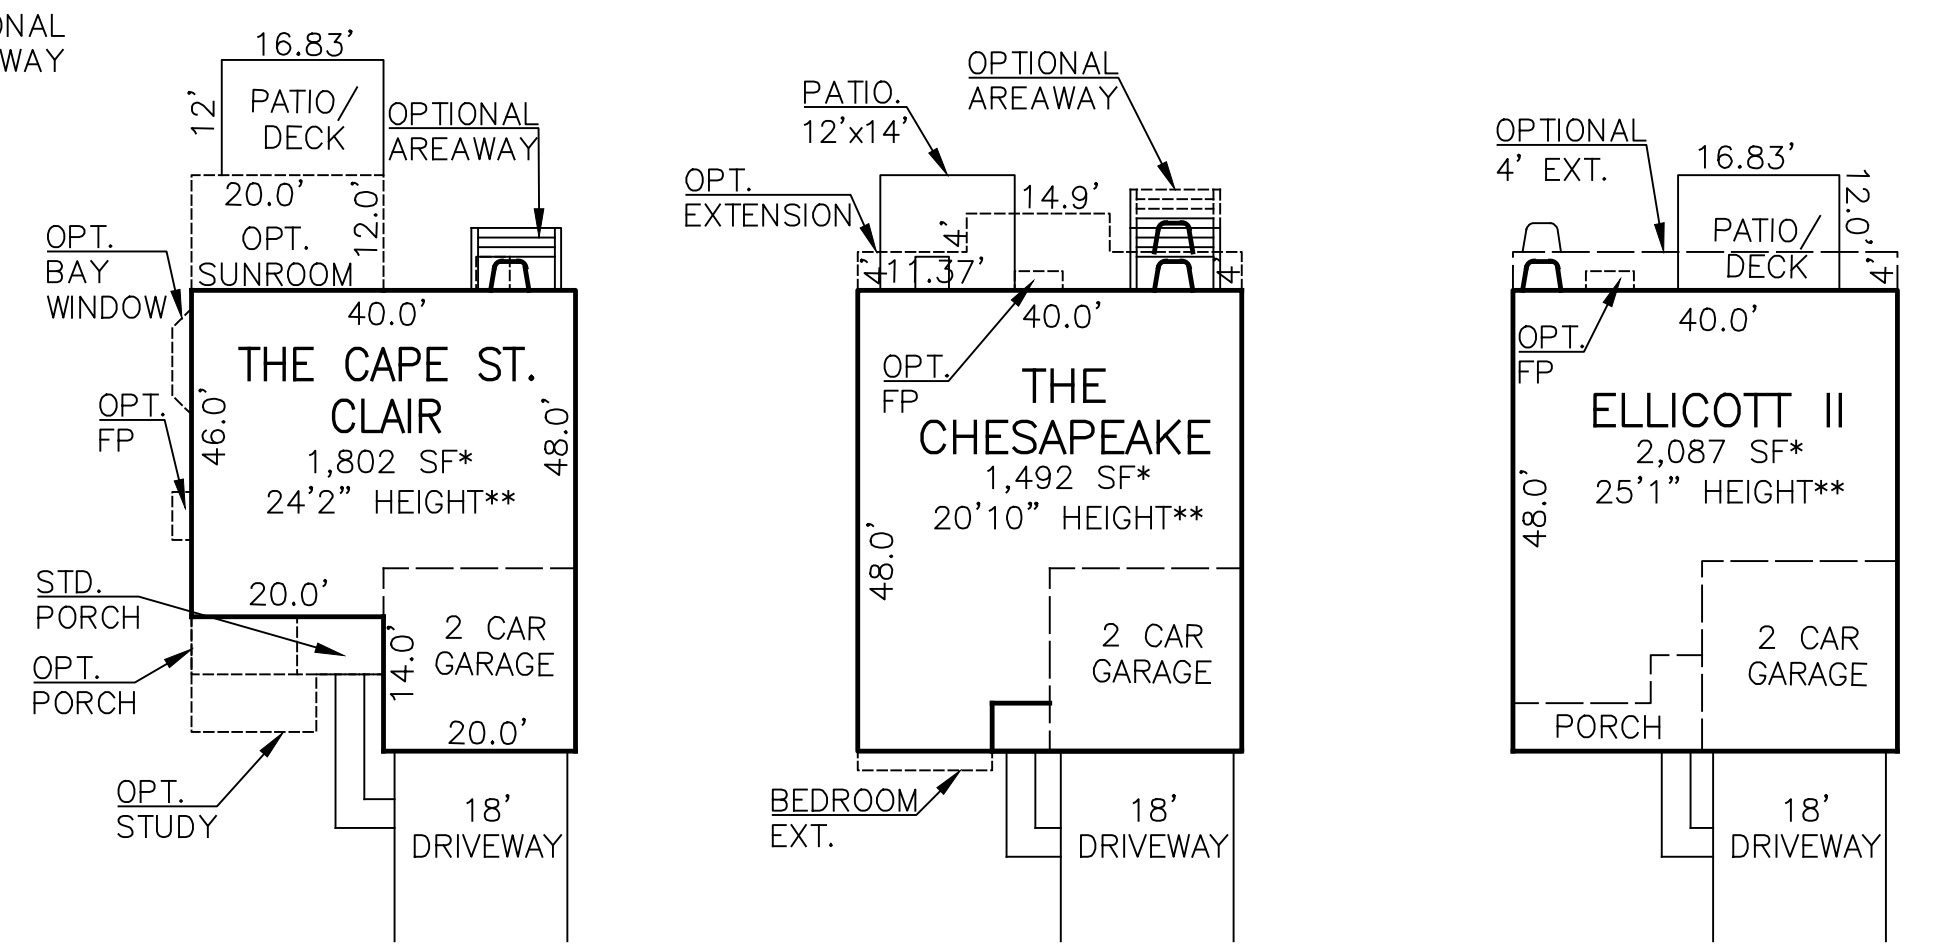 ONAL
WAY
16.83'
12'
PATIO/
DECK
OPTIONAL
AREAWAY
20.0'
12.0'
OPT.
SUNROOM
OPT.
BAY
WINDOW
40.0'
THE CAPE ST.
CLAIR
1,802 SF*
24'2" HEIGHT**
46.0'
48.0'
OPT.
FP
STD.
PORCH
20.0'
OPT.
PORCH
14.0'
2 CAR
GARAGE
20.0'
OPT.
STUDY
18'
DRIVEWAY
PATIO.
12'x14'
OPTIONAL
AREAWAY
OPT.
EXTENSION
14.9'
4'
4'
11.37'
4'
40.0'
OPT.
FP
THE
CHESAPEAKE
1,492 SF*
20'10" HEIGHT**
48.0'
2 CAR
GARAGE
BEDROOM
EXT.
18'
DRIVEWAY
OPTIONAL
4' EXT.
16.83'
12.0'
PATIO/
DECK
4'
40.0'
OPT.
FP
ELLICOTT II
2,087 SF*
25'1" HEIGHT**
48.0'
2 CAR
GARAGE
PORCH
18'
DRIVEWAY